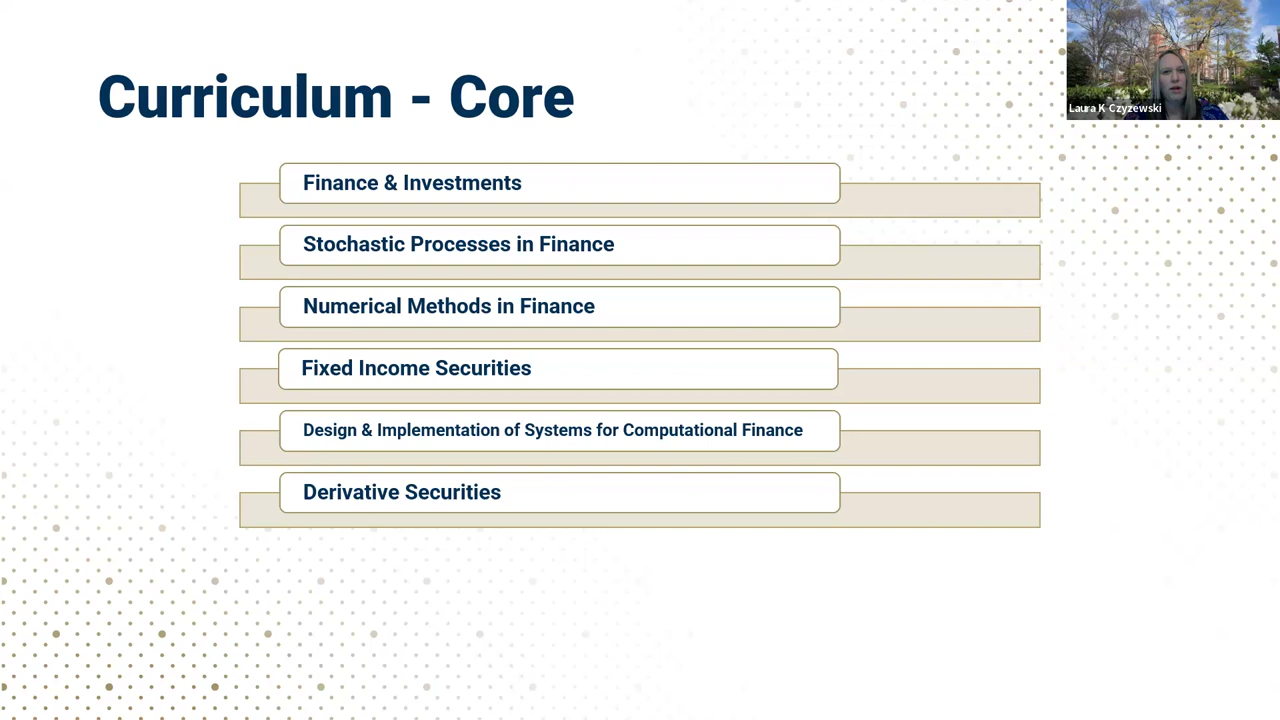 Curriculum - Core
Laura K Czyzewski
Finance & Investments
Stochastic Processes in Finance
Numerical Methods in Finance
Fixed Income Securities
Design & Implementation of Systems for Computational Finance
Derivative Securities